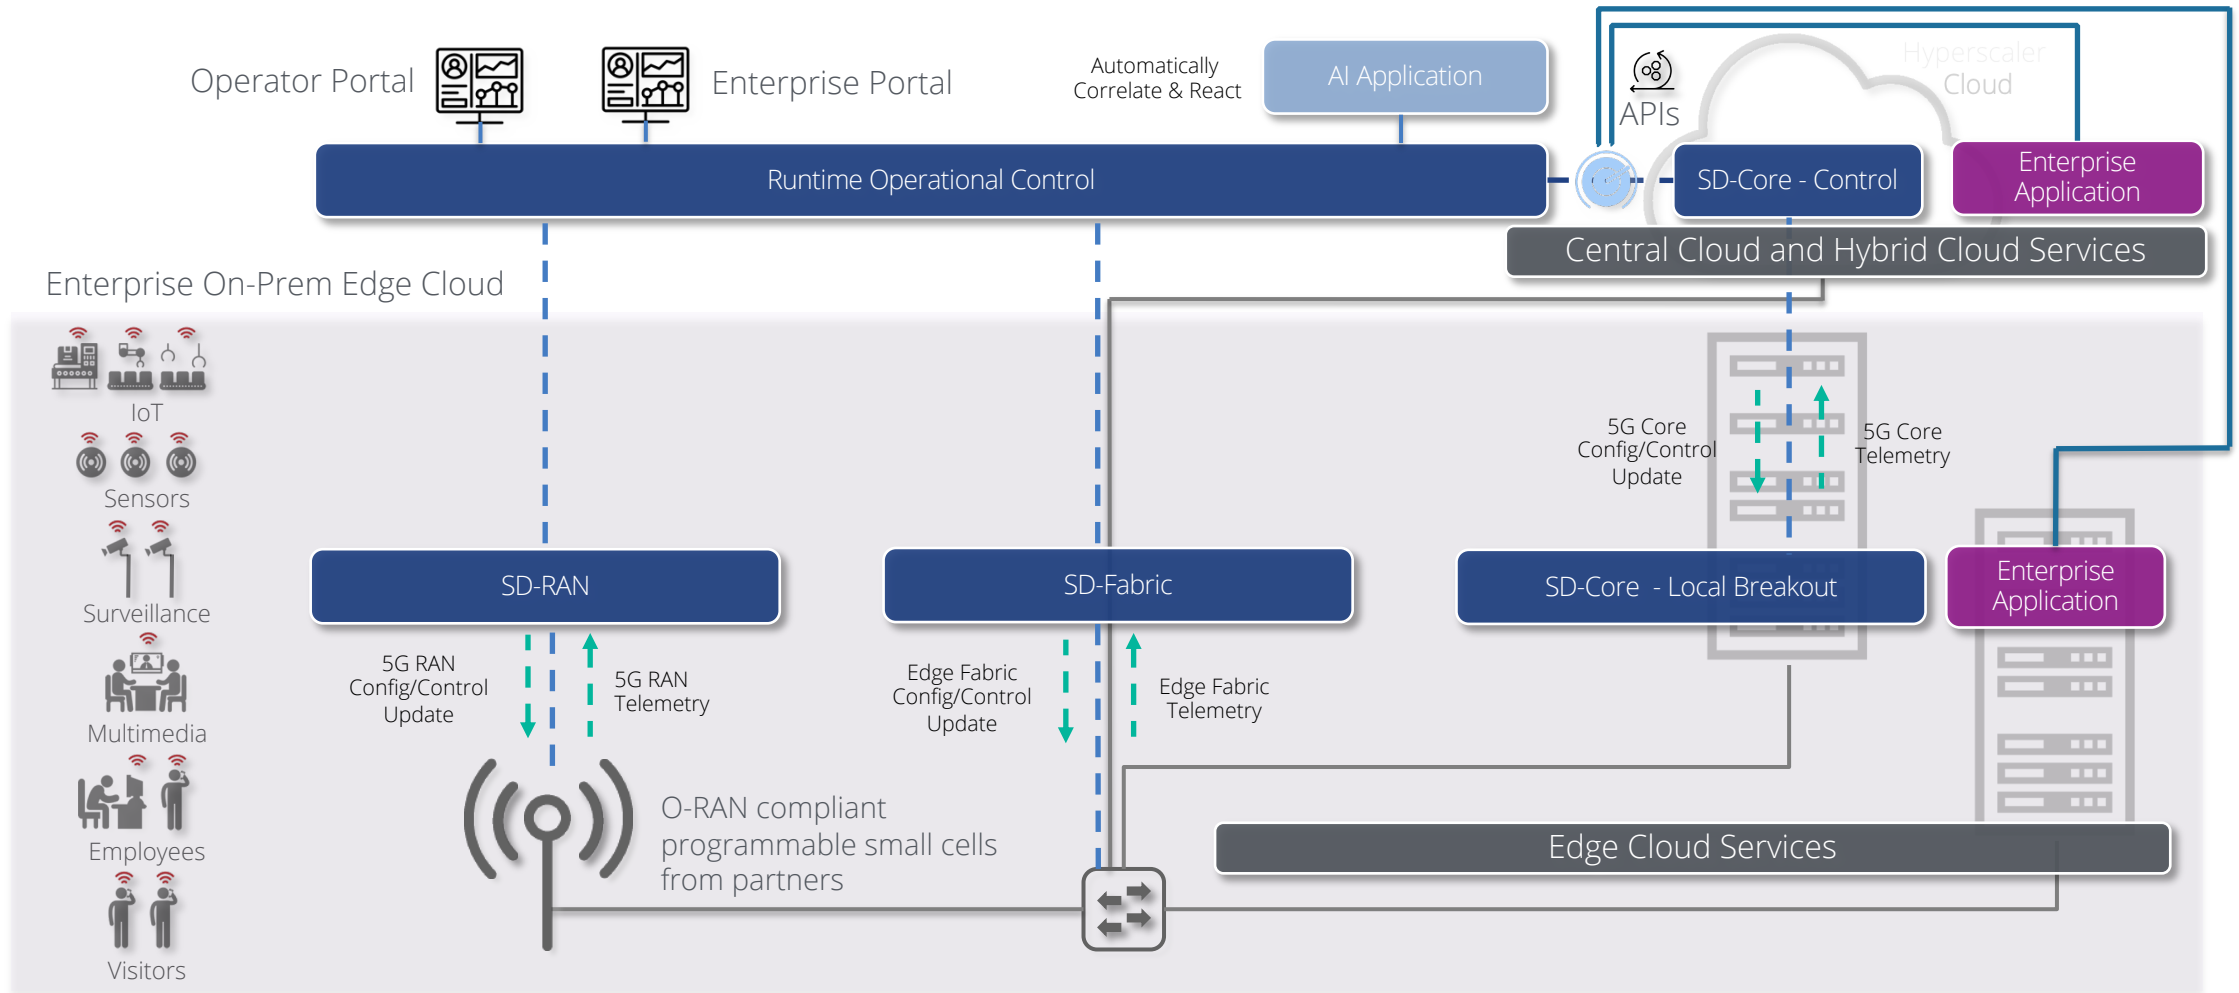 Operator Portal
Enterprise Portal
Automatically
Correlate & React
AI Application
APIs
Hyperscaler
Cloud
Runtime Operational Control
SD-Core - Control
Enterprise
Application
Central Cloud and Hybrid Cloud Services
Enterprise On-Prem Edge Cloud
IoT
Sensors
Surveillance
Multimedia
Employees
Visitors
5G Core
Config/Control
Update
5G Core
Telemetry
SD-RAN
SD-Fabric
SD-Core - Local Breakout
Enterprise
Application
5G RAN
Config/Control
Update
5G RAN
Telemetry
Edge Fabric
Config/Control
Update
Edge Fabric
Telemetry
O-RAN compliant
programmable small cells
from partners
Edge Cloud Services